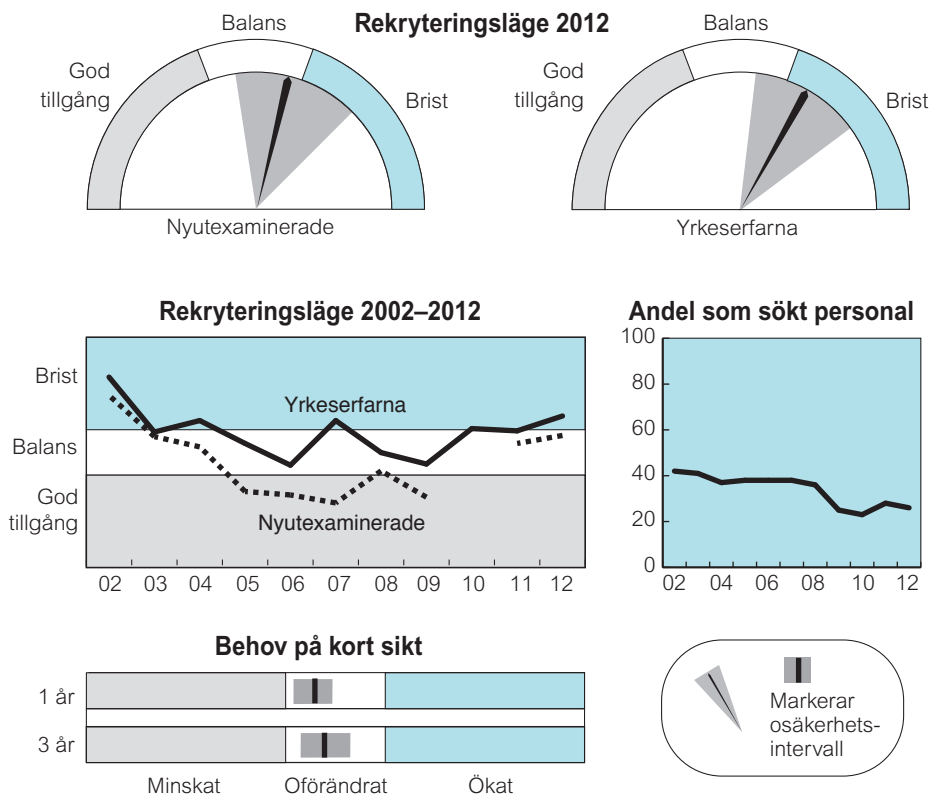 Rekryteringsläge 2012
Balans
God
tillgång
Brist
Nyutexaminerade
Balans
God
tillgång
Brist
Yrkeserfarna
Rekryteringsläge 2002–2012
Brist
Balans
God
tillgång
Yrkeserfarna
Nyutexaminerade
02 03 04 05 06 07 08 09 10 11 12
Andel som sökt personal
100
80
60
40
20
0
02 04 06 08 10 12
Behov på kort sikt
1 år
3 år
Minskat Oförändrat Ökat
Markerar
osäkerhets-
intervall